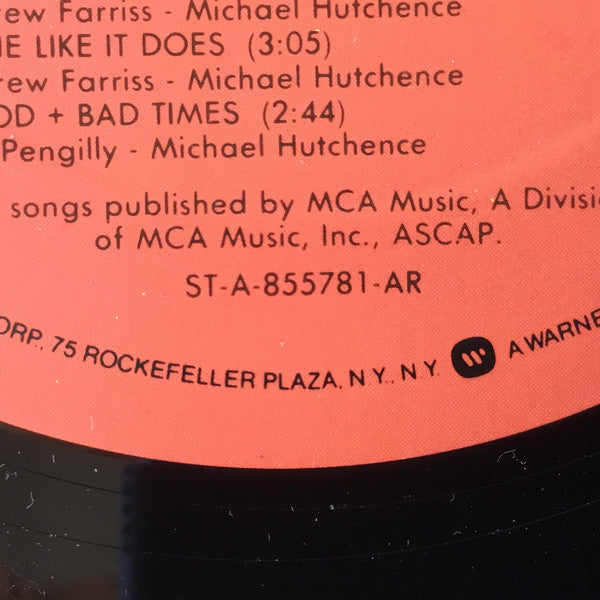 rew Farriss - Michael Hutchence
IE LIKE IT DOES (3:05)
rew Farriss - Michael Hutchence
OD + BAD TIMES (2:44)
Pengilly - Michael Hutchence
songs published by MCA Music, A Divisi
of MCA Music, Inc., ASCAP.
ST-A-855781-AR
ORP., 75 ROCKEFELLER PLAZA, N.Y., N.Y. A WARNE